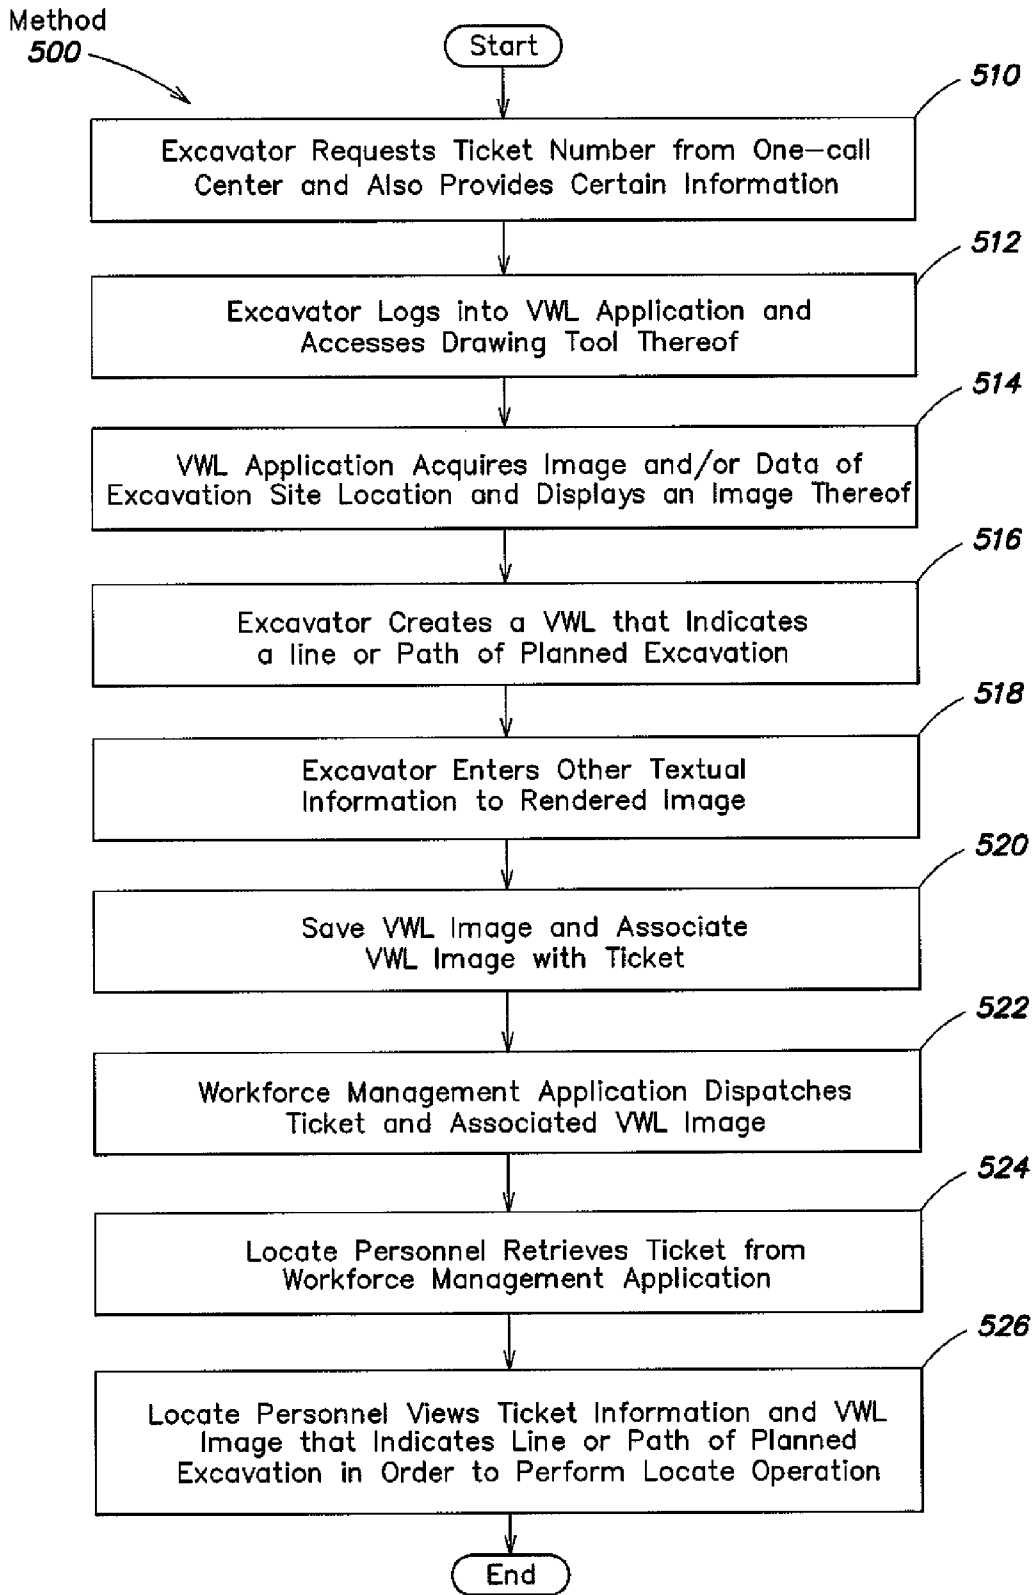 Method
500
Start
510
Excavator Requests Ticket Number from One-call
Center and Also Provides Certain Information
512
Excavator Logs into VWL Application and
Accesses Drawing Tool Thereof
514
VWL Application Acquires Image and/or Data of
Excavation Site Location and Displays an Image Thereof
516
Excavator Creates a VWL that Indicates
a line or Path of Planned Excavation
518
Excavator Enters Other Textual
Information to Rendered Image
520
Save VWL Image and Associate
VWL Image with Ticket
522
Workforce Management Application Dispatches
Ticket and Associated VWL Image
524
Locate Personnel Retrieves Ticket from
Workforce Management Application
526
Locate Personnel Views Ticket Information and VWL
Image that Indicates Line or Path of Planned
Excavation in Order to Perform Locate Operation
End